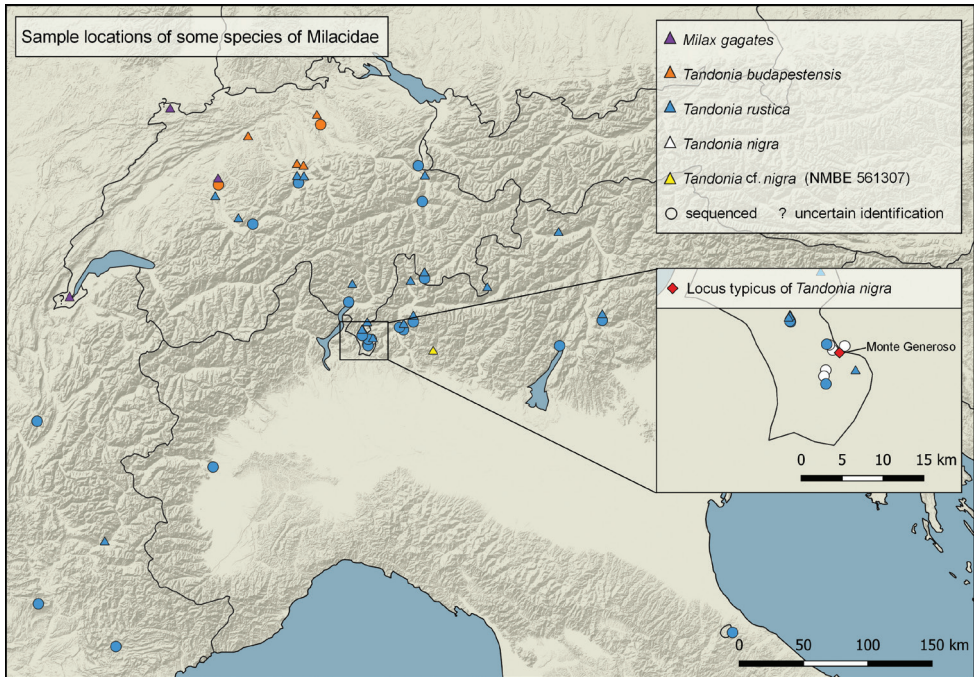 Sample locations of some species of Milacidae
Milax gagates
Tandonia budapestensis
Tandonia rustica
Tandonia nigra
Tandonia cf. nigra (NMBE 561307)
sequenced ? uncertain identification
Locus typicus of Tandonia nigra
Monte Generoso
0 5 10 15 km
?
0 50 100 150 km